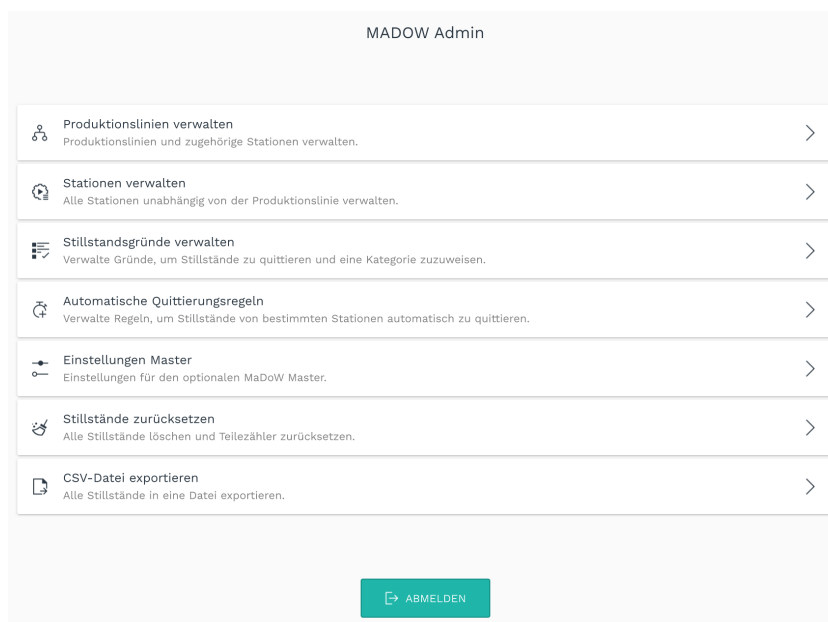 MADOW Admin
Produktionslinien verwalten
Produktionslinien und zugehörige Stationen verwalten.
Stationen verwalten
Alle Stationen unabhängig von der Produktionslinie verwalten.
Stillstandsgründe verwalten
Verwalte Gründe, um Stillstände zu quittieren und eine Kategorie zuzuweisen.
Automatische Quittierungsregeln
Verwalte Regeln, um Stillstände von bestimmten Stationen automatisch zu quittieren.
Einstellungen Master
Einstellungen für den optionalen MaDoW Master.
Stillstände zurücksetzen
Alle Stillstände löschen und Teilezähler zurücksetzen.
CSV-Datei exportieren
Alle Stillstände in eine Datei exportieren.
ABMELDEN